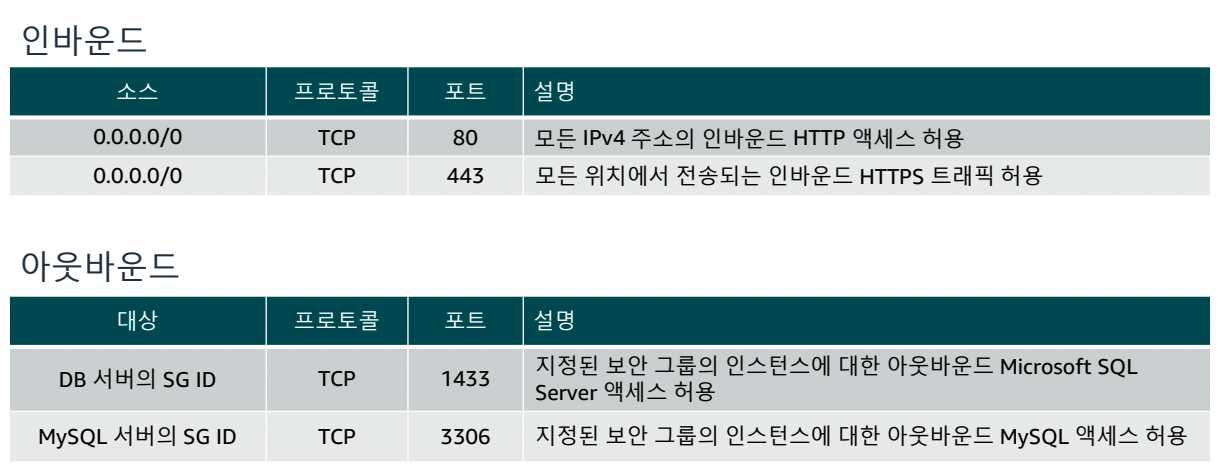 인바운드
소스 프로토콜 포트 설명
0.0.0.0/0 TCP 80 모든 IPv4 주소의 인바운드 HTTP 액세스 허용
0.0.0.0/0 TCP 443 모든 위치에서 전송되는 인바운드 HTTPS 트래픽 허용
아웃바운드
대상 프로토콜 포트 설명
DB 서버의 SG ID TCP 1433 지정된 보안 그룹의 인스턴스에 대한 아웃바운드 Microsoft SQL
Server 액세스 허용
MySQL 서버의 SG ID TCP 3306 지정된 보안 그룹의 인스턴스에 대한 아웃바운드 MySQL 액세스 허용